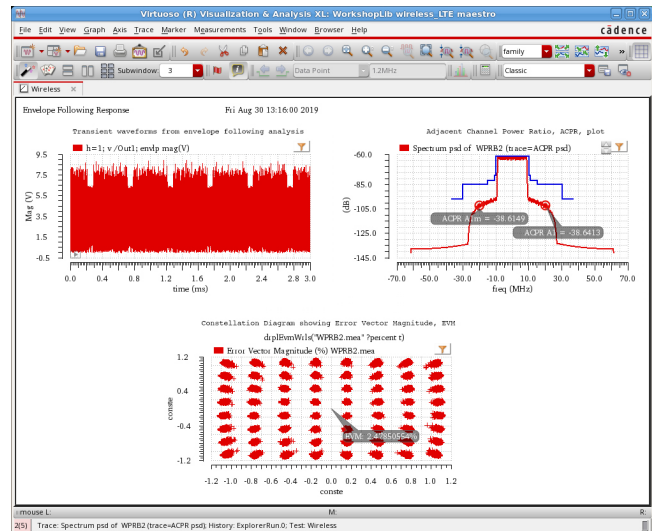 Virtuoso (R) Visualization & Analysis XL: WorkshopLib wireless_LTE maestro
File Edit View Graph Axis Trace Marker Measurements Tools Window Browser Help
cādence
family
Subwindow: 3
Data Point
1.2MHz
Classic
Wireless
Envelope Following Response
Fri Aug 30 13:16:00 2019
Transient waveforms from envelope following analysis
h=1; v /Out1; envlp mag(V)
9.5
7.5
5.5
3.5
1.5
-0.5
Mag (V)
0.0 0.4 0.8 1.2 1.6 2.0 2.4 2.8 3.0
time (ms)
Adjacent Channel Power Ratio, ACPR, plot
Spectrum psd of WPRB2 (trace=ACPR psd)
-60.0
-85.0
-105.0
-125.0
-145.0
(dB)
ACPR A1m = -38.6149
ACPR A1 = -38.6413
-70.0 -50.0 -30.0 -10.0 10.0 30.0 50.0 70.0
freq (MHz)
Constellation Diagram showing Error Vector Magnitude, EVM
drplEvmWrls("WPRB2.mea" ?percent t)
Error Vector Magnitude (%) WPRB2.mea
1.2
0.4
-0.4
-1.2
conste
EVM: 2.47850554%
-1.2 -1.0 -0.8 -0.6 -0.4 -0.2 0.0 0.2 0.4 0.6 0.8 1.0 1.2
conste
mouse L:
M:
R:
2(5)
Trace: Spectrum psd of WPRB2 (trace=ACPR psd); History: ExplorerRun.0; Test: Wireless